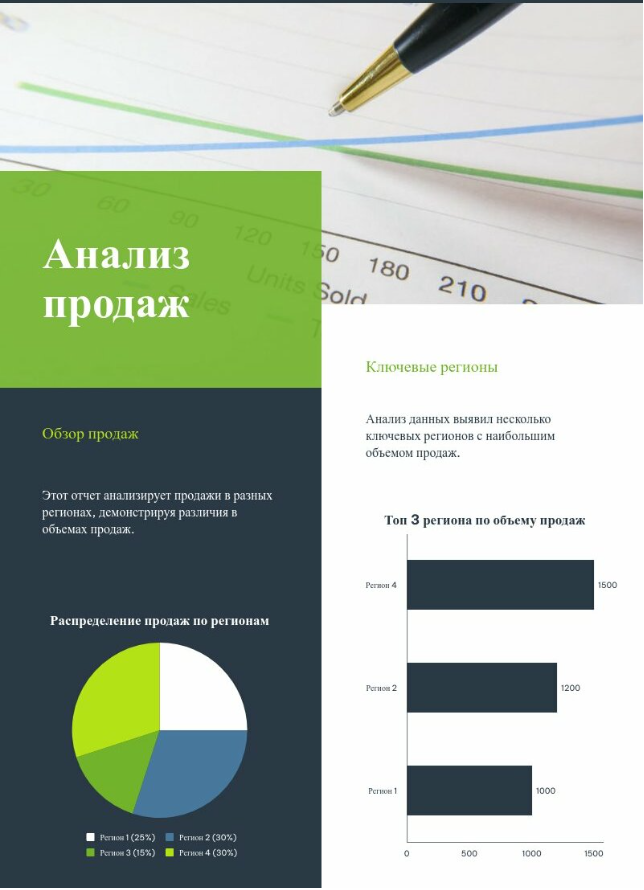 30 60 90 120 150 180 210
Units Sold
Sales
Анализ
продаж
Обзор продаж
Этот отчет анализирует продажи в разных
регионах, демонстрируя различия в
объемах продаж.
Распределение продаж по регионам
Регион 1 (25%) Регион 2 (30%)
Регион 3 (15%) Регион 4 (30%)
Ключевые регионы
Анализ данных выявил несколько
ключевых регионов с наибольшим
объемом продаж.
Топ 3 региона по объему продаж
Регион 4 1500
Регион 2 1200
Регион 1 1000
0 500 1000 1500